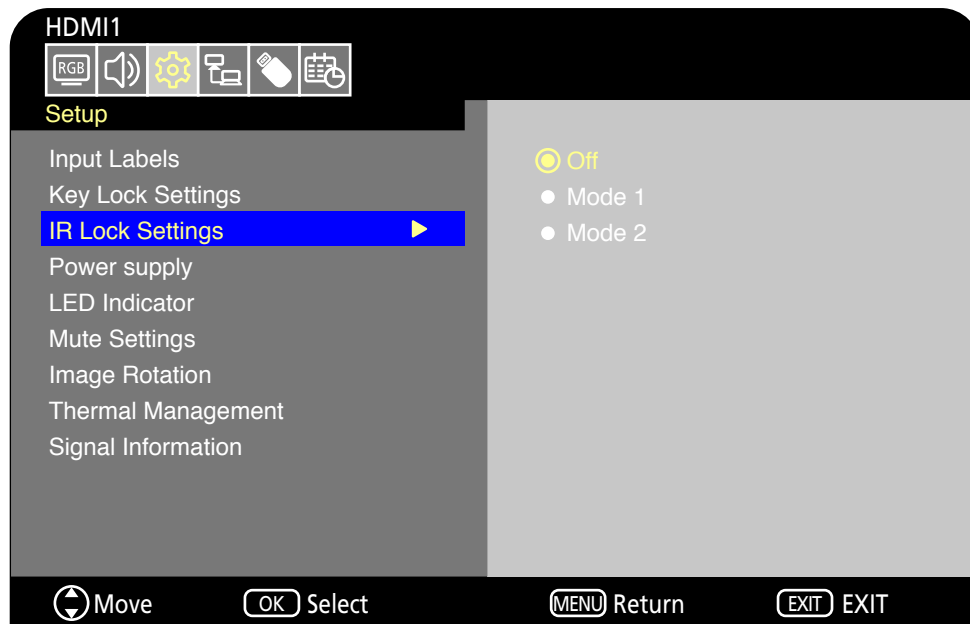 HDMI1
RGB
Setup
Input Labels
Key Lock Settings
IR Lock Settings
Power supply
LED Indicator
Mute Settings
Image Rotation
Thermal Management
Signal Information
Off
Mode 1
Mode 2
Move OK Select MENU Return EXIT EXIT